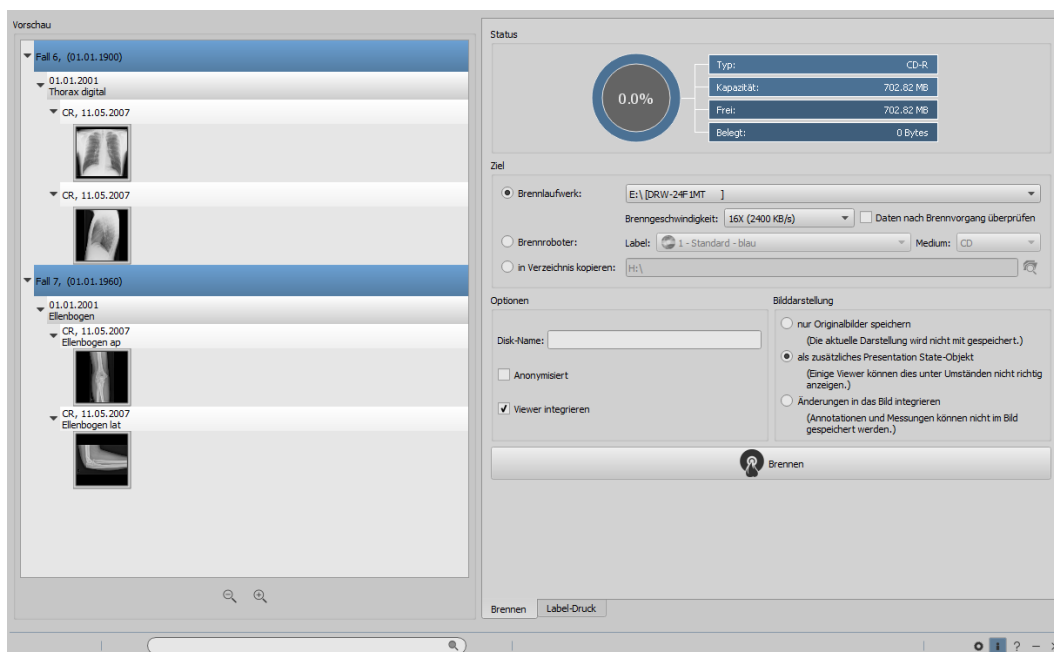 Vorschau
Fall 6, (01.01.1900)
01.01.2001
Thorax digital
CR, 11.05.2007
CR, 11.05.2007
Fall 7, (01.01.1960)
01.01.2001
Ellenbogen
CR, 11.05.2007
Ellenbogen ap
CR, 11.05.2007
Ellenbogen lat
Status
0.0%
Typ: CD-R
Kapazität: 702.82 MB
Frei: 702.82 MB
Belegt: 0 Bytes
Ziel
Brennlaufwerk: E:\ [DRW-24F1MT ]
Brenngeschwindigkeit: 16X (2400 KB/s) Daten nach Brennvorgang überprüfen
Brennroboter: Label: 1 - Standard - blau Medium: CD
in Verzeichnis kopieren: H:\
Optionen
Disk-Name:
Anonymisiert
Viewer integrieren
Bilddarstellung
nur Originalbilder speichern
(Die aktuelle Darstellung wird nicht mit gespeichert.)
als zusätzliches Presentation State-Objekt
(Einige Viewer können dies unter Umständen nicht richtig
anzeigen.)
Änderungen in das Bild integrieren
(Annotationen und Messungen können nicht im Bild
gespeichert werden.)
Brennen
Brennen Label-Druck